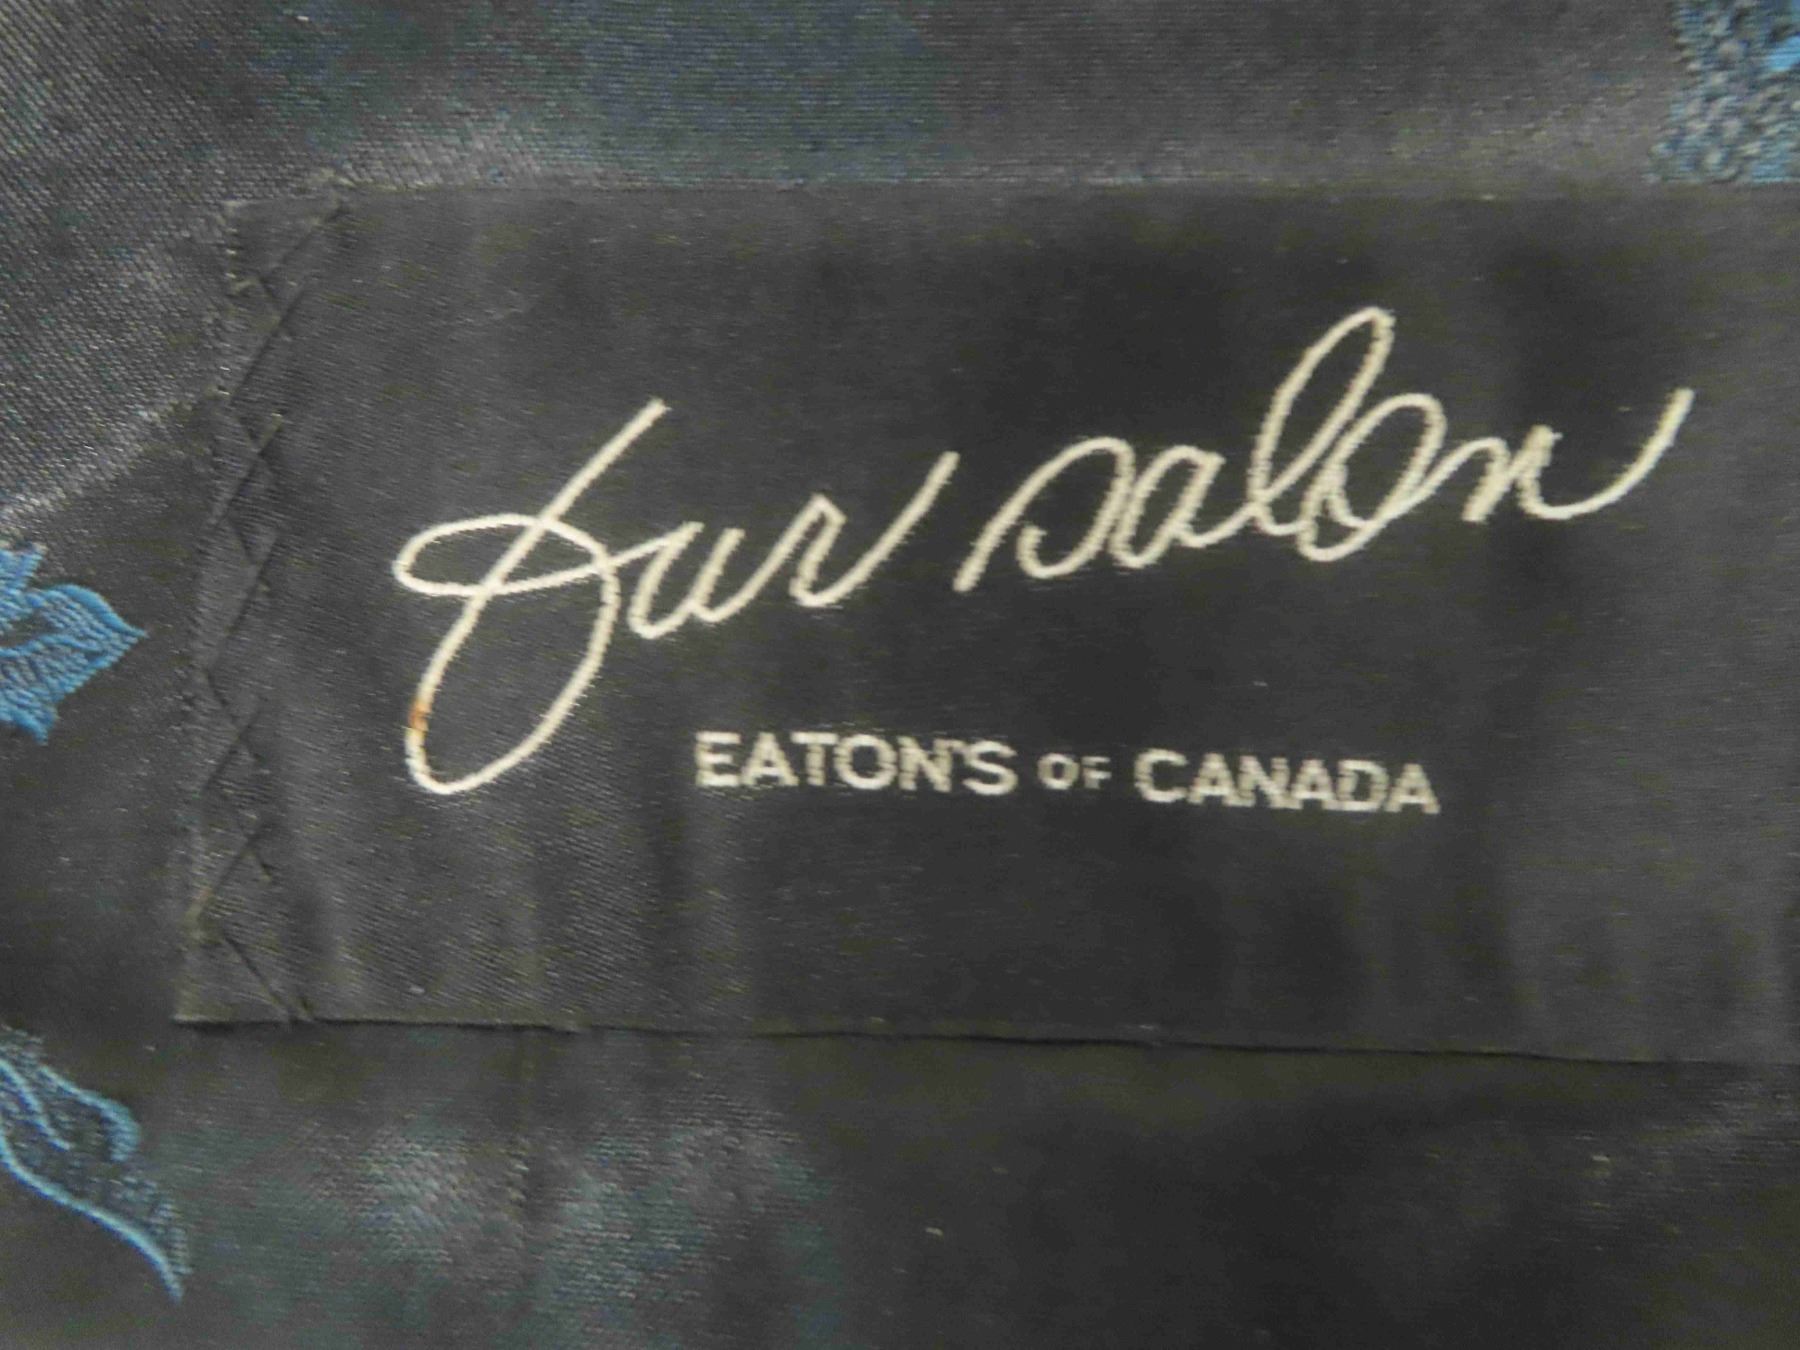 fur salon
EATON'S OF CANADA